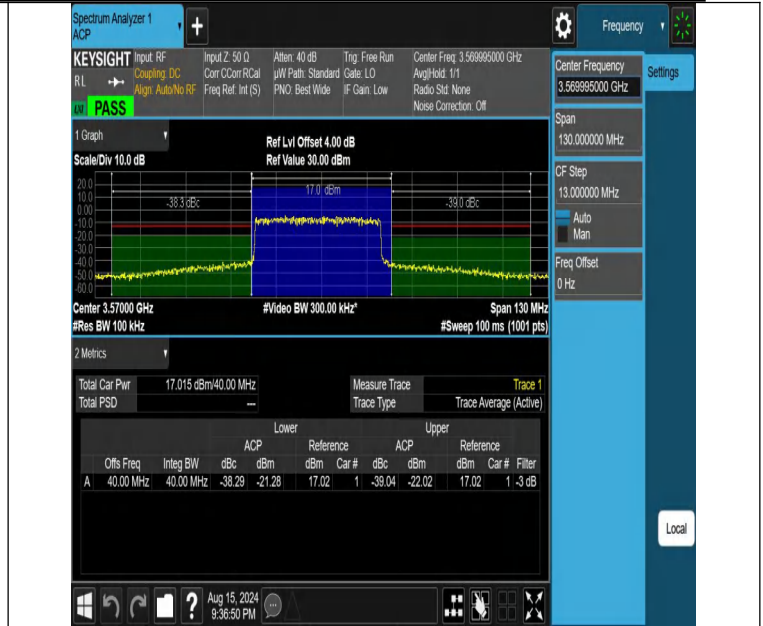 Spectrum Analyzer 1
ACP
Frequency
KEYSIGHT Input: RF Input Z: 50 Ω Atten: 40 dB Trig: Free Run Center Freq: 3.569995000 GHz
RL Coupling: DC Corr CCorr RCal µW Path: Standard Gate: LO Avg|Hold: 1/1
Align: Auto/No RF Freq Ref: Int (S) PNO: Best Wide IF Gain: Low Radio Std: None
PASS Noise Correction: Off
Center Frequency
3.569995000 GHz
Settings
Span
130.000000 MHz
CF Step
13.000000 MHz
Auto
Man
Freq Offset
0 Hz
1 Graph
Ref Lvl Offset 4.00 dB
Scale/Div 10.0 dB Ref Value 30.00 dBm
20.0
10.0
0.00
-10.0
-20.0
-30.0
-40.0
-50.0
-60.0
-38.3 dBc 17.0 dBm -39.0 dBc
Center 3.57000 GHz #Video BW 300.00 kHz* Span 130 MHz
#Res BW 100 kHz #Sweep 100 ms (1001 pts)
2 Metrics
Total Car Pwr 17.015 dBm/40.00 MHz Measure Trace Trace 1
Total PSD --- Trace Type Trace Average (Active)
Lower Upper
ACP Reference ACP Reference
Offs Freq Integ BW dBc dBm dBm Car # dBc dBm dBm Car # Filter
A 40.00 MHz 40.00 MHz -38.29 -21.28 17.02 1 -39.04 -22.02 17.02 1 -3 dB
Local
Aug 15, 2024
9:36:50 PM